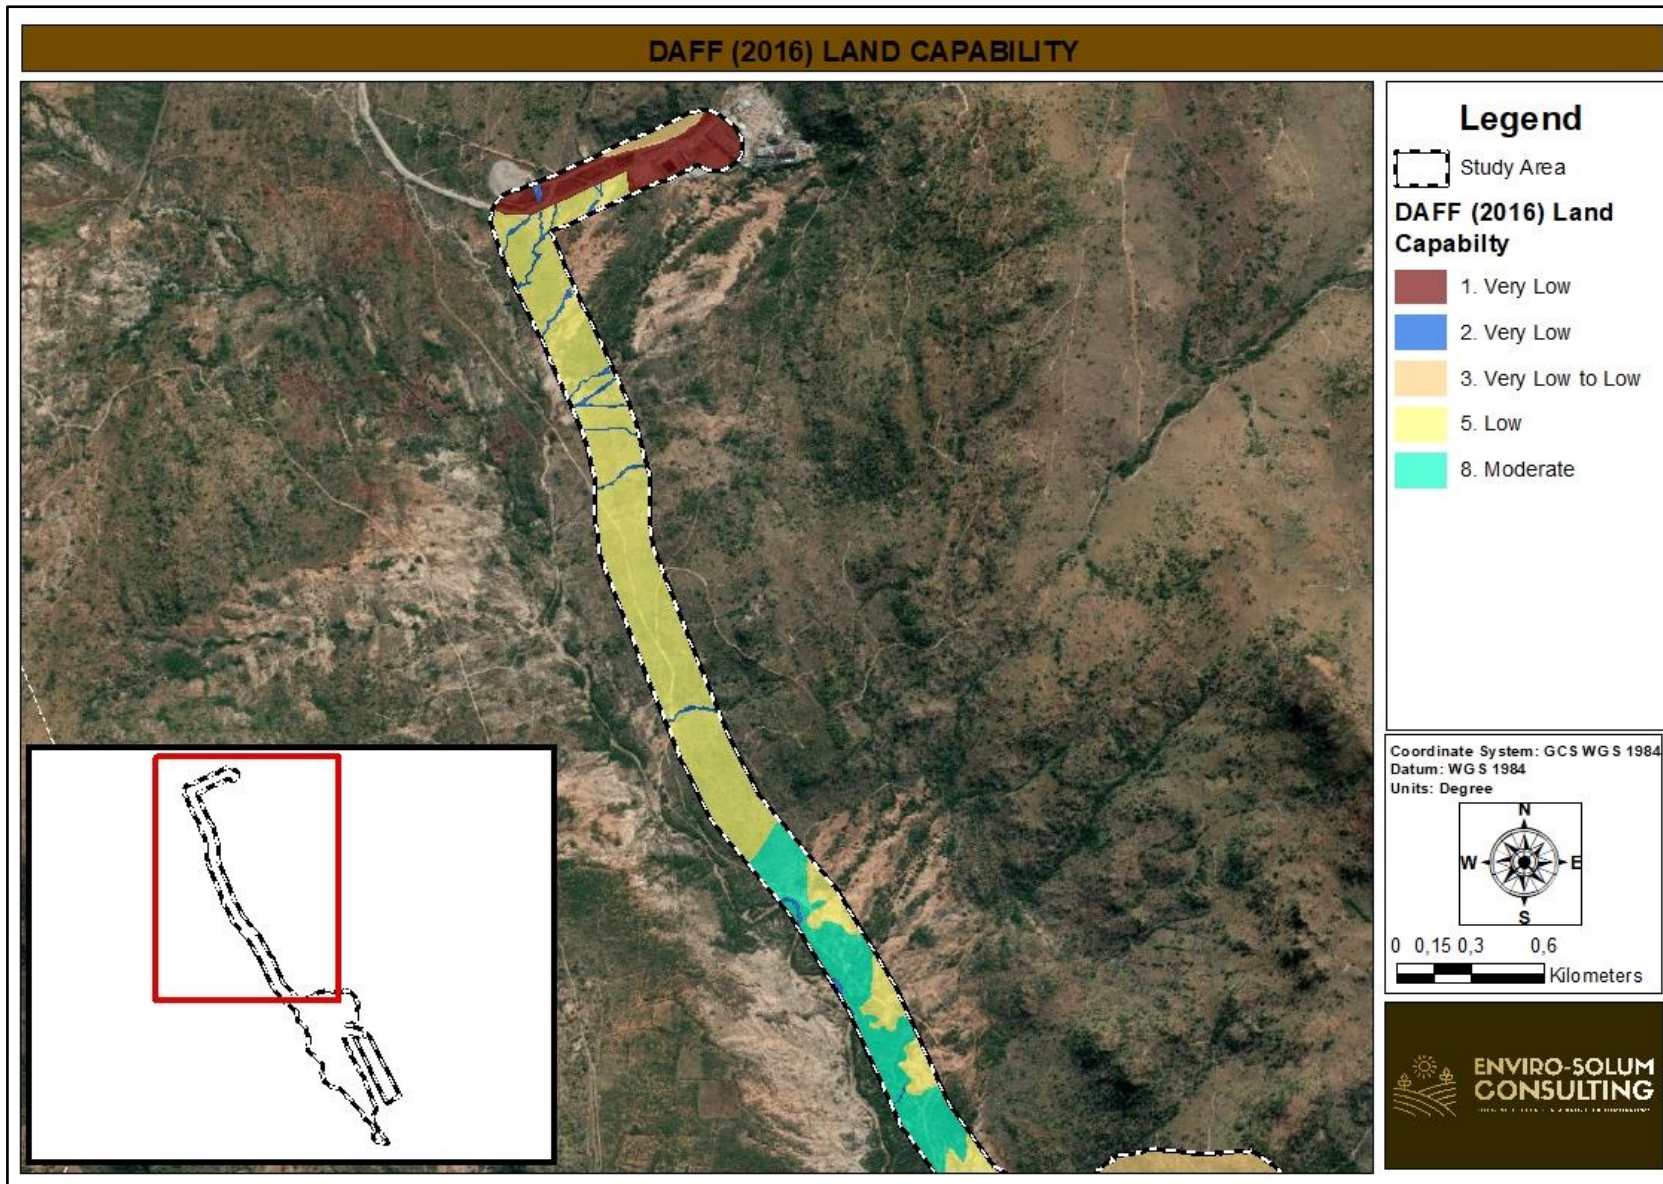 DAFF (2016) LAND CAPABILITY
Legend
Study Area
DAFF (2016) Land
Capabilty
1. Very Low
2. Very Low
3. Very Low to Low
5. Low
8. Moderate
Coordinate System: GCS WGS 1984
Datum: WGS 1984
Units: Degree
N
W E
S
0 0,15 0,3 0,6
Kilometers
ENVIRO-SOLUM
CONSULTING